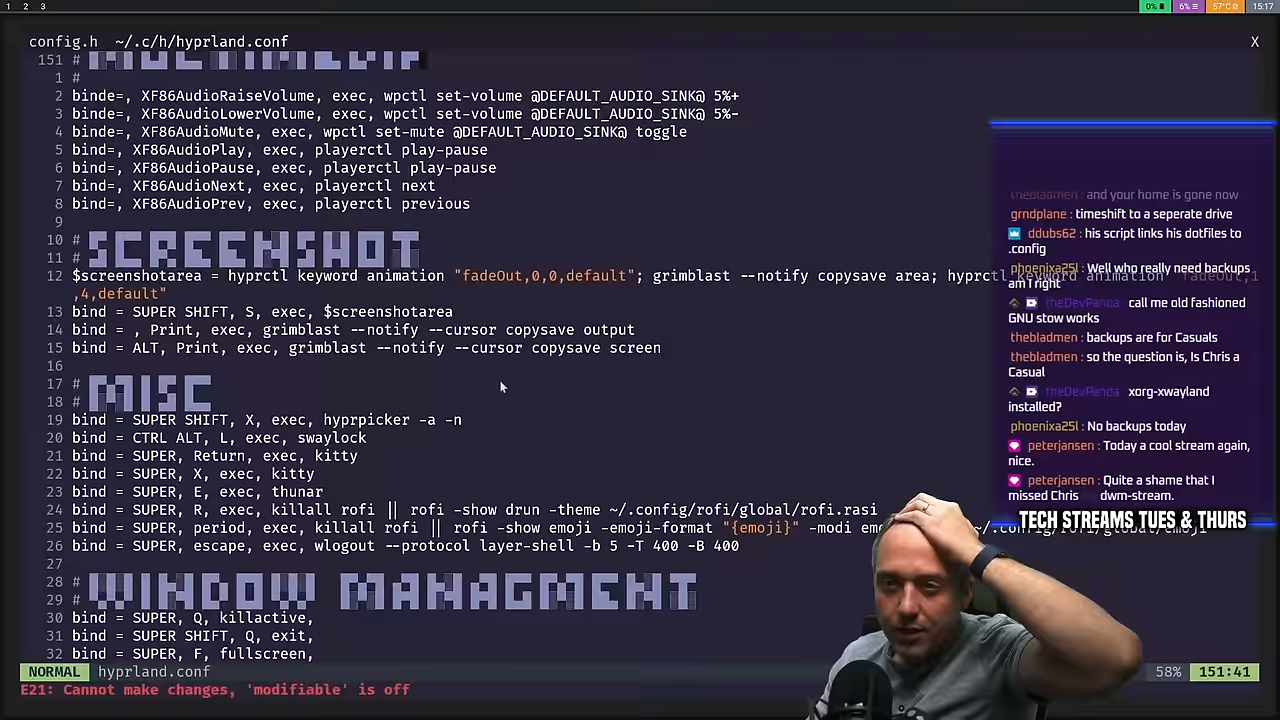 1 2 3
0% 6% 57°C 15:17
config.h ~/.c/h/hyprland.conf X
151 # MULTIMEDIA
1 #
2 binde=, XF86AudioRaiseVolume, exec, wpctl set-volume @DEFAULT_AUDIO_SINK@ 5%+
3 binde=, XF86AudioLowerVolume, exec, wpctl set-volume @DEFAULT_AUDIO_SINK@ 5%-
4 bind=, XF86AudioMute, exec, wpctl set-mute @DEFAULT_AUDIO_SINK@ toggle
5 bind=, XF86AudioPlay, exec, playerctl play-pause
6 bind=, XF86AudioPause, exec, playerctl play-pause
7 bind=, XF86AudioNext, exec, playerctl next
8 bind=, XF86AudioPrev, exec, playerctl previous
9
10 # SCREENSHOT
11 #
12 $screenshotarea = hyprctl keyword animation "fadeOut,0,0,default"; grimblast --notify copysave area; hyprctl keyword animation "fadeOut,1
,4,default"
13 bind = SUPER SHIFT, S, exec, $screenshotarea
14 bind = , Print, exec, grimblast --notify --cursor copysave output
15 bind = ALT, Print, exec, grimblast --notify --cursor copysave screen
16
17 # MISC
18 #
19 bind = SUPER SHIFT, X, exec, hyprpicker -a -n
20 bind = CTRL ALT, L, exec, swaylock
21 bind = SUPER, Return, exec, kitty
22 bind = SUPER, X, exec, kitty
23 bind = SUPER, E, exec, thunar
24 bind = SUPER, R, exec, killall rofi || rofi -show drun -theme ~/.config/rofi/global/rofi.rasi
25 bind = SUPER, period, exec, killall rofi || rofi -show emoji -emoji-format "{emoji}" -modi ~/.config/rofi/global/emoji
26 bind = SUPER, escape, exec, wlogout --protocol layer-shell -b 5 -T 400 -B 400
27
28 # WINDOW MANAGMENT
29 #
30 bind = SUPER, Q, killactive,
31 bind = SUPER SHIFT, Q, exit,
32 bind = SUPER, F, fullscreen,
NORMAL hyprland.conf 58% 151:41
E21: Cannot make changes, 'modifiable' is off
thebladmen : and your home is gone now
grndplane : timeshift to a seperate drive
ddubs62 : his script links his dotfiles to
.config
phoenixa25l : Well who really need backups
am I right
theDevPanda call me old fashioned
GNU stow works
thebladmen : backups are for Casuals
thebladmen : so the question is, Is Chris a
Casual
theDevPanda xorg-xwayland
installed?
phoenixa25l : No backups today
peterjansen : Today a cool stream again,
nice.
peterjansen : Quite a shame that I
missed Chris dwm-stream.
TECH STREAMS TUES & THURS